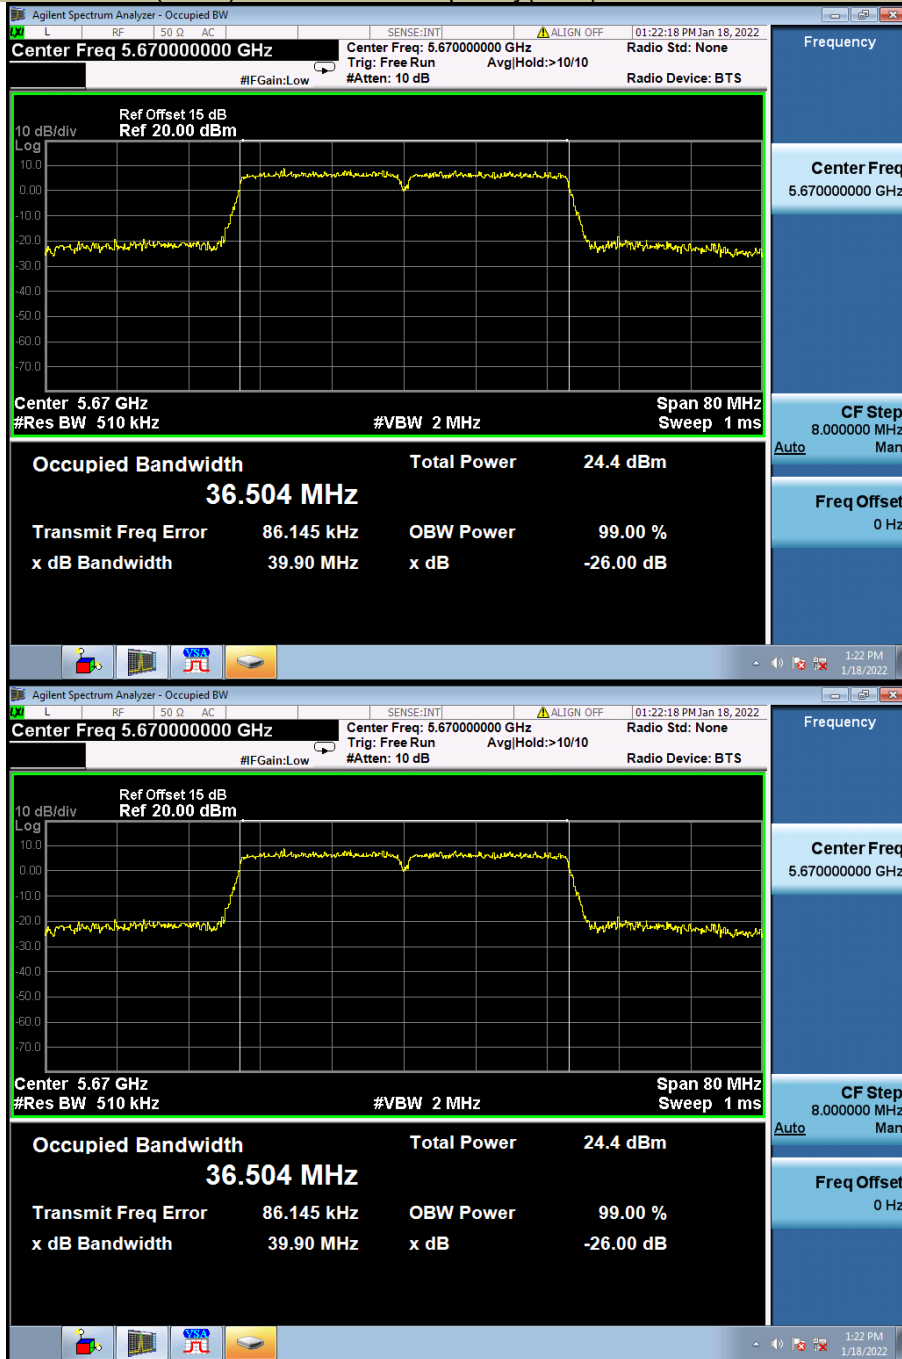 Agilent Spectrum Analyzer - Occupied BW
LXI L RF 50 Ω AC SENSE:INT ALIGN OFF 01:22:18 PM Jan 18, 2022
Center Freq 5.670000000 GHz
Center Freq: 5.670000000 GHz Radio Std: None
Trig: Free Run Avg|Hold:>10/10
#IFGain:Low #Atten: 10 dB Radio Device: BTS
Frequency
Ref Offset 15 dB
10 dB/div Ref 20.00 dBm
Log
10.0
0.00
-10.0
-20.0
-30.0
-40.0
-50.0
-60.0
-70.0
Center Freq
5.670000000 GHz
Center 5.67 GHz Span 80 MHz
#Res BW 510 kHz #VBW 2 MHz Sweep 1 ms
CF Step
8.000000 MHz
Auto Man
Occupied Bandwidth Total Power 24.4 dBm
36.504 MHz
Transmit Freq Error 86.145 kHz OBW Power 99.00 %
x dB Bandwidth 39.90 MHz x dB -26.00 dB
Freq Offset
0 Hz
VSA
1:22 PM
1/18/2022
Agilent Spectrum Analyzer - Occupied BW
LXI L RF 50 Ω AC SENSE:INT ALIGN OFF 01:22:18 PM Jan 18, 2022
Center Freq 5.670000000 GHz
Center Freq: 5.670000000 GHz Radio Std: None
Trig: Free Run Avg|Hold:>10/10
#IFGain:Low #Atten: 10 dB Radio Device: BTS
Frequency
Ref Offset 15 dB
10 dB/div Ref 20.00 dBm
Log
10.0
0.00
-10.0
-20.0
-30.0
-40.0
-50.0
-60.0
-70.0
Center Freq
5.670000000 GHz
Center 5.67 GHz Span 80 MHz
#Res BW 510 kHz #VBW 2 MHz Sweep 1 ms
CF Step
8.000000 MHz
Auto Man
Occupied Bandwidth Total Power 24.4 dBm
36.504 MHz
Transmit Freq Error 86.145 kHz OBW Power 99.00 %
x dB Bandwidth 39.90 MHz x dB -26.00 dB
Freq Offset
0 Hz
VSA
1:22 PM
1/18/2022